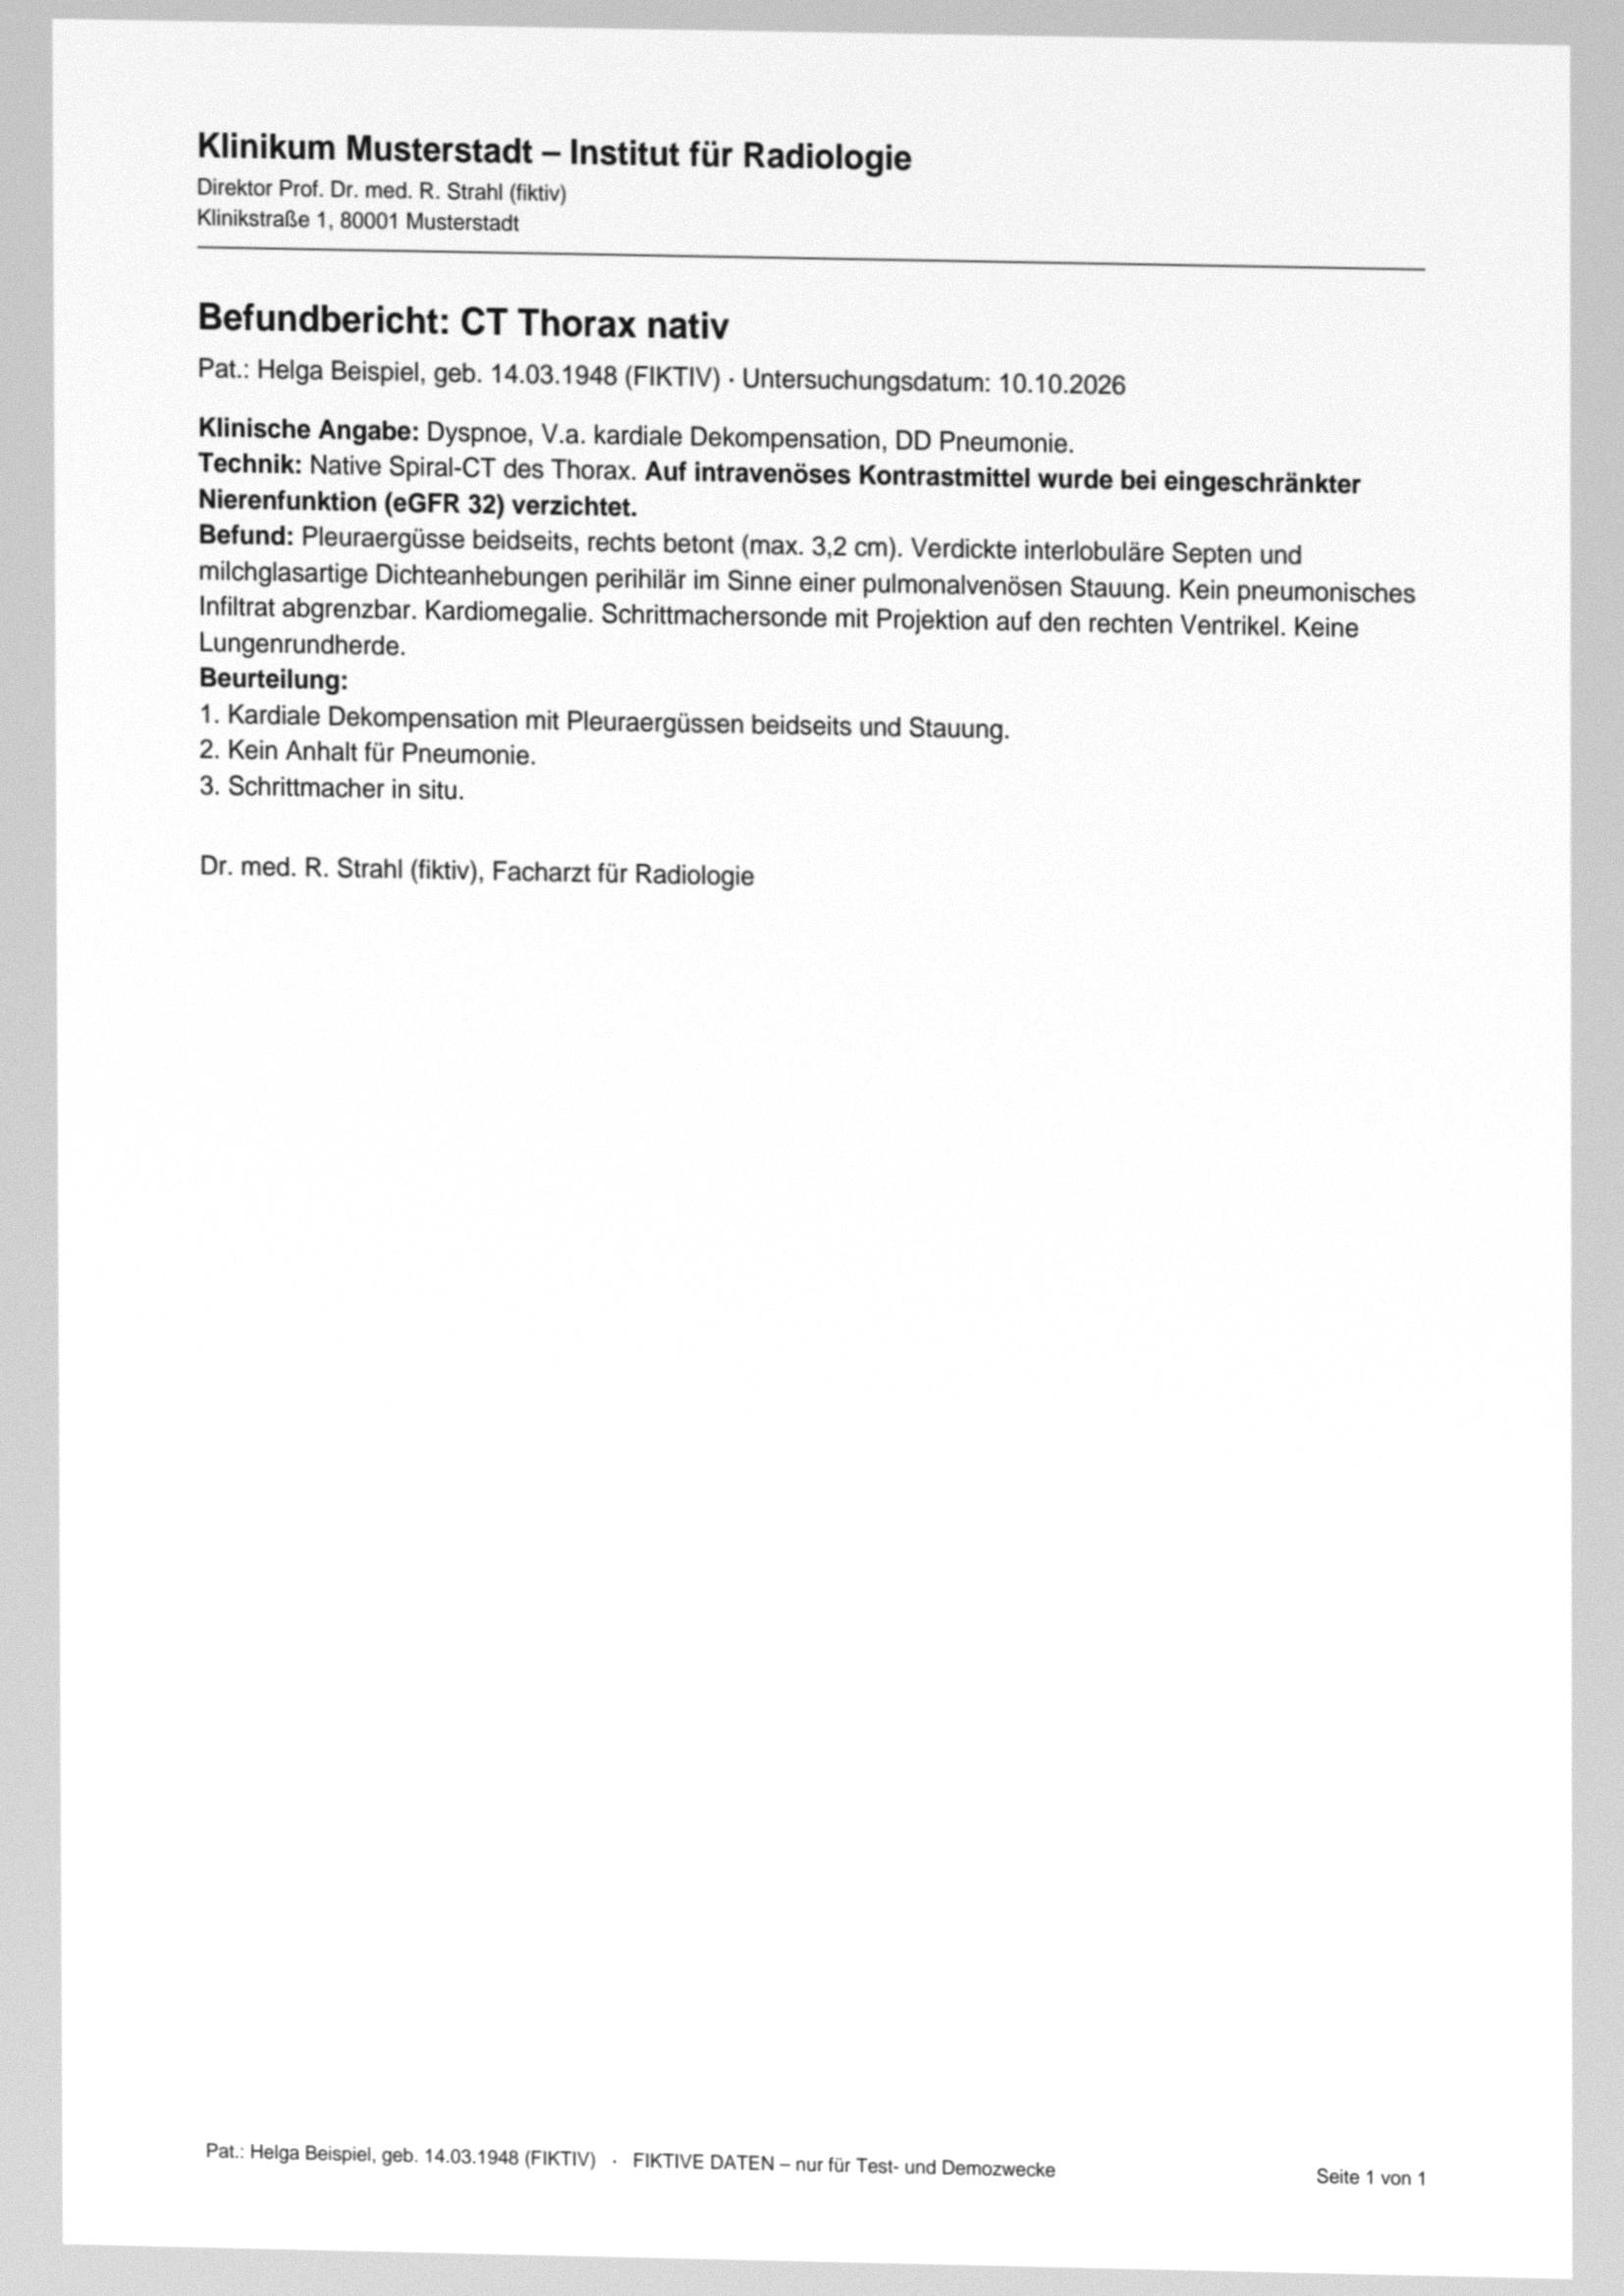 Klinikum Musterstadt – Institut für Radiologie
Direktor Prof. Dr. med. R. Strahl (fiktiv)
Klinikstraße 1, 80001 Musterstadt
Befundbericht: CT Thorax nativ
Pat.: Helga Beispiel, geb. 14.03.1948 (FIKTIV) · Untersuchungsdatum: 10.10.2026
Klinische Angabe: Dyspnoe, V.a. kardiale Dekompensation, DD Pneumonie.
Technik: Native Spiral-CT des Thorax. Auf intravenöses Kontrastmittel wurde bei eingeschränkter
Nierenfunktion (eGFR 32) verzichtet.
Befund: Pleuraergüsse beidseits, rechts betont (max. 3,2 cm). Verdickte interlobuläre Septen und
milchglasartige Dichteanhebungen perihilär im Sinne einer pulmonalvenösen Stauung. Kein pneumonisches
Infiltrat abgrenzbar. Kardiomegalie. Schrittmachersonde mit Projektion auf den rechten Ventrikel. Keine
Lungenrundherde.
Beurteilung:
1. Kardiale Dekompensation mit Pleuraergüssen beidseits und Stauung.
2. Kein Anhalt für Pneumonie.
3. Schrittmacher in situ.
Dr. med. R. Strahl (fiktiv), Facharzt für Radiologie
Pat.: Helga Beispiel, geb. 14.03.1948 (FIKTIV) · FIKTIVE DATEN – nur für Test- und Demozwecke
Seite 1 von 1